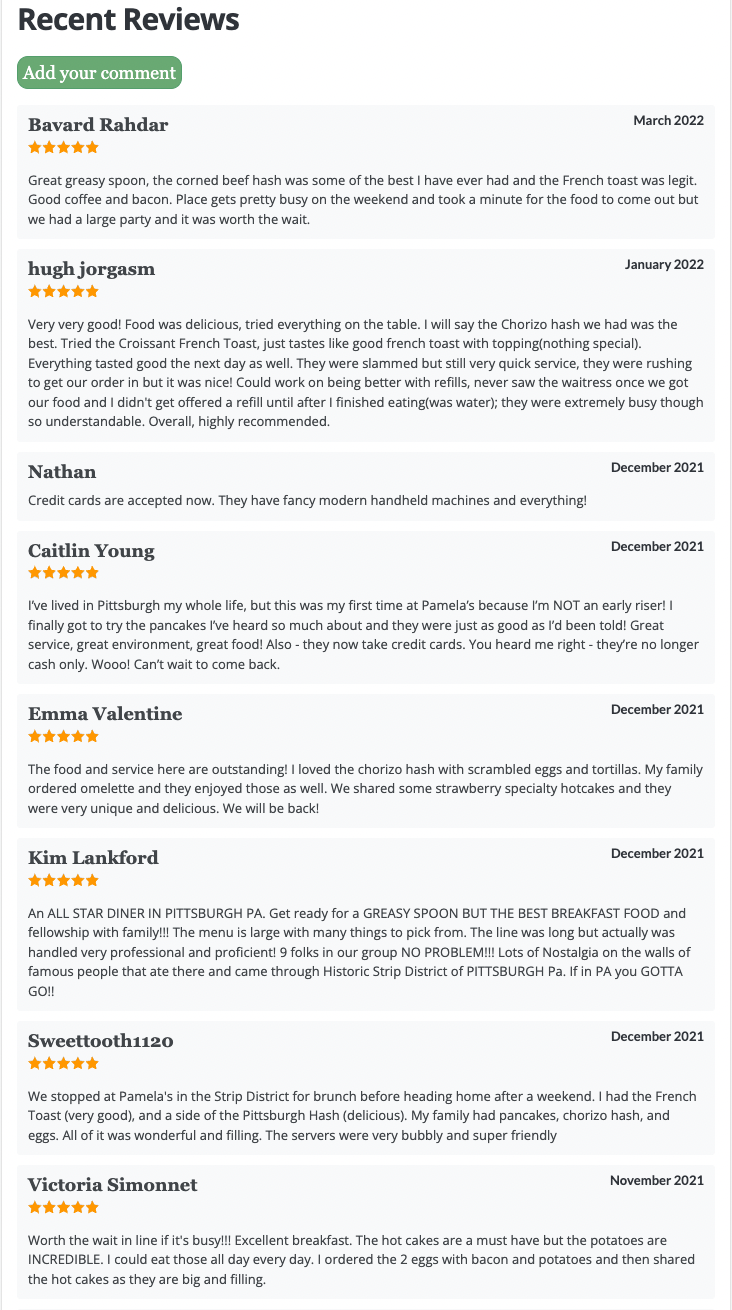 Recent Reviews
Add your comment
Bavard Rahdar
March 2022
Great greasy spoon, the corned beef hash was some of the best I have ever had and the French toast was legit.
Good coffee and bacon. Place gets pretty busy on the weekend and took a minute for the food to come out but
we had a large party and it was worth the wait.
hugh jorgasm
January 2022
Very very good! Food was delicious, tried everything on the table. I will say the Chorizo hash we had was the
best. Tried the Croissant French Toast, just tastes like good french toast with topping(nothing special).
Everything tasted good the next day as well. They were slammed but still very quick service, they were rushing
to get our order in but it was nice! Could work on being better with refills, never saw the waitress once we got
our food and I didn't get offered a refill until after I finished eating(was water); they were extremely busy though
so understandable. Overall, highly recommended.
Nathan
December 2021
Credit cards are accepted now. They have fancy modern handheld machines and everything!
Caitlin Young
December 2021
I’ve lived in Pittsburgh my whole life, but this was my first time at Pamela’s because I’m NOT an early riser! I
finally got to try the pancakes I’ve heard so much about and they were just as good as I’d been told! Great
service, great environment, great food! Also - they now take credit cards. You heard me right - they’re no longer
cash only. Wooo! Can’t wait to come back.
Emma Valentine
December 2021
The food and service here are outstanding! I loved the chorizo hash with scrambled eggs and tortillas. My family
ordered omelette and they enjoyed those as well. We shared some strawberry specialty hotcakes and they
were very unique and delicious. We will be back!
Kim Lankford
December 2021
An ALL STAR DINER IN PITTSBURGH PA. Get ready for a GREASY SPOON BUT THE BEST BREAKFAST FOOD and
fellowship with family!!! The menu is large with many things to pick from. The line was long but actually was
handled very professional and proficient! 9 folks in our group NO PROBLEM!!! Lots of Nostalgia on the walls of
famous people that ate there and came through Historic Strip District of PITTSBURGH Pa. If in PA you GOTTA
GO!!
Sweettooth1120
December 2021
We stopped at Pamela's in the Strip District for brunch before heading home after a weekend. I had the French
Toast (very good), and a side of the Pittsburgh Hash (delicious). My family had pancakes, chorizo hash, and
eggs. All of it was wonderful and filling. The servers were very bubbly and super friendly
Victoria Simonnet
November 2021
Worth the wait in line if it's busy!!! Excellent breakfast. The hot cakes are a must have but the potatoes are
INCREDIBLE. I could eat those all day every day. I ordered the 2 eggs with bacon and potatoes and then shared
the hot cakes as they are big and filling.